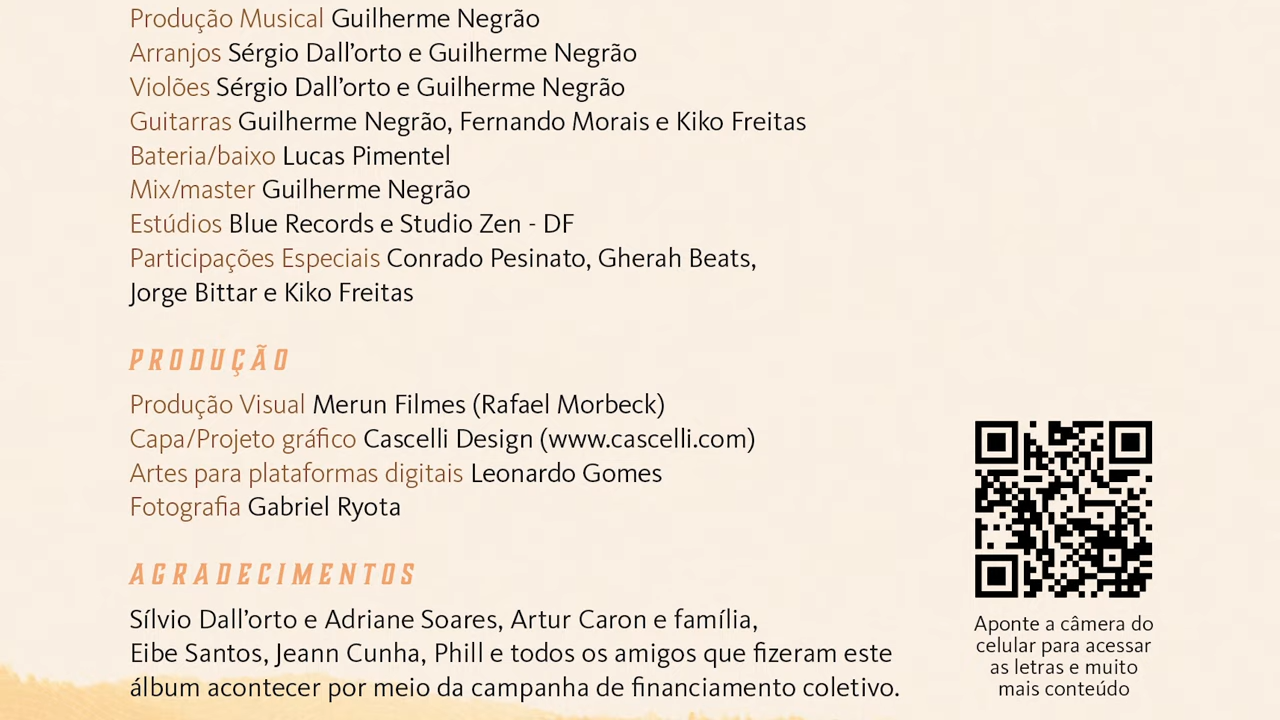 Produção Musical Guilherme Negrão
Arranjos Sérgio Dall’orto e Guilherme Negrão
Violões Sérgio Dall’orto e Guilherme Negrão
Guitarras Guilherme Negrão, Fernando Morais e Kiko Freitas
Bateria/baixo Lucas Pimentel
Mix/master Guilherme Negrão
Estúdios Blue Records e Studio Zen - DF
Participações Especiais Conrado Pesinato, Gherah Beats,
Jorge Bittar e Kiko Freitas
PRODUÇÃO
Produção Visual Merun Filmes (Rafael Morbeck)
Capa/Projeto gráfico Cascelli Design (www.cascelli.com)
Artes para plataformas digitais Leonardo Gomes
Fotografia Gabriel Ryota
AGRADECIMENTOS
Sílvio Dall’orto e Adriane Soares, Artur Caron e família,
Eibe Santos, Jeann Cunha, Phill e todos os amigos que fizeram este
álbum acontecer por meio da campanha de financiamento coletivo.
Aponte a câmera do
celular para acessar
as letras e muito
mais conteúdo